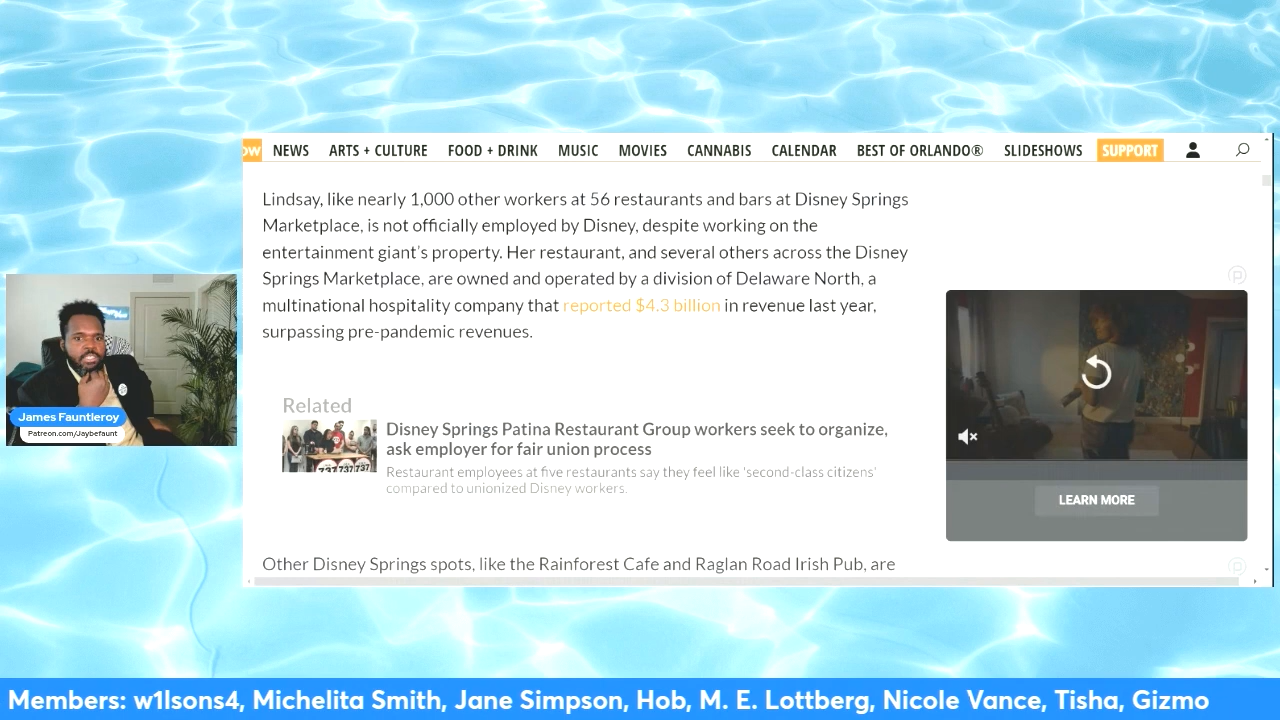 OW NEWS ARTS + CULTURE FOOD + DRINK MUSIC MOVIES CANNABIS CALENDAR BEST OF ORLANDO® SLIDESHOWS SUPPORT
Lindsay, like nearly 1,000 other workers at 56 restaurants and bars at Disney Springs
Marketplace, is not officially employed by Disney, despite working on the
entertainment giant’s property. Her restaurant, and several others across the Disney
Springs Marketplace, are owned and operated by a division of Delaware North, a
multinational hospitality company that reported $4.3 billion in revenue last year,
surpassing pre-pandemic revenues.
Related
Disney Springs Patina Restaurant Group workers seek to organize,
ask employer for fair union process
Restaurant employees at five restaurants say they feel like 'second-class citizens'
compared to unionized Disney workers.
737 737 737
LEARN MORE
Other Disney Springs spots, like the Rainforest Cafe and Raglan Road Irish Pub, are
James Fauntleroy
Patreon.com/Jaybefaunt
Members: w1lsons4, Michelita Smith, Jane Simpson, Hob, M. E. Lottberg, Nicole Vance, Tisha, Gizmo